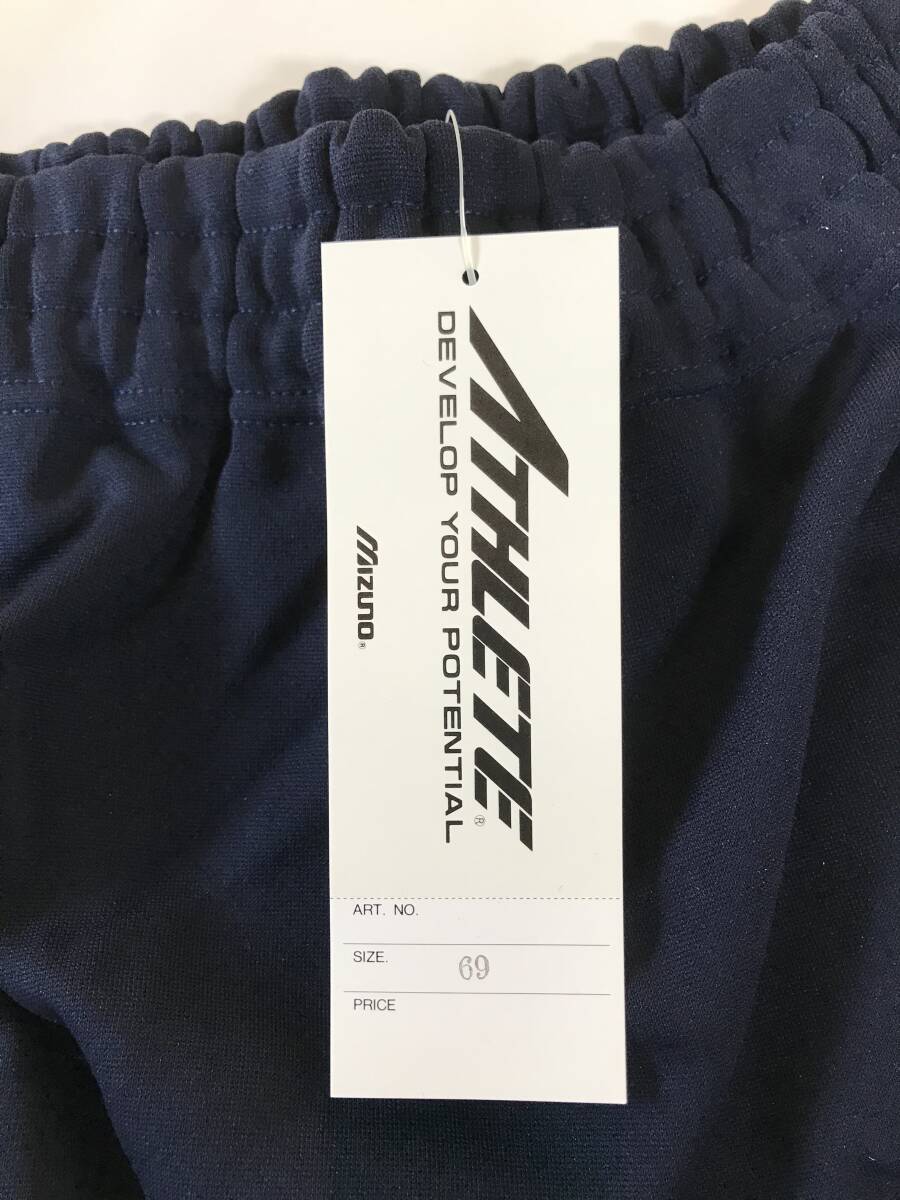 ATHLETE®
DEVELOP YOUR POTENTIAL
MIZUNO®
ART. NO.
SIZE. 69
PRICE